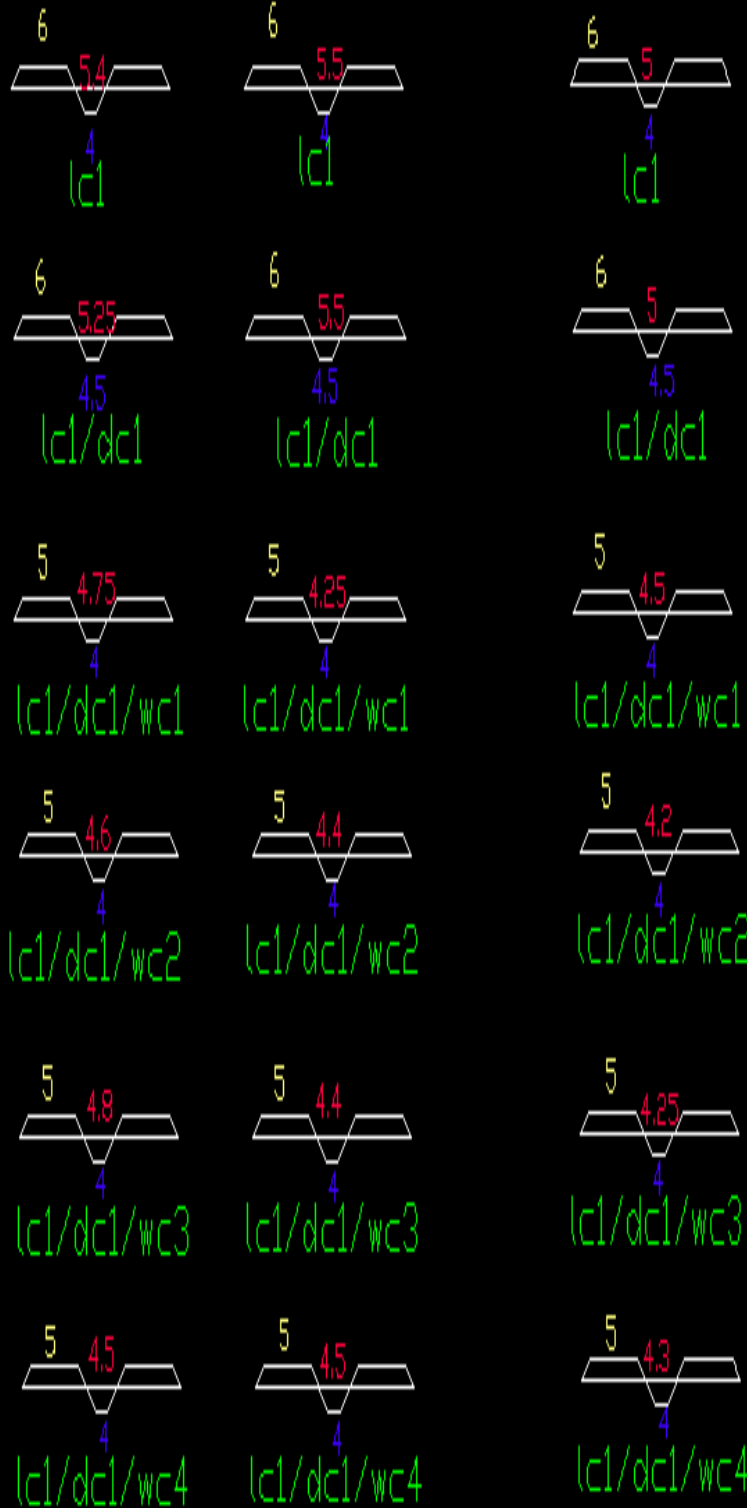 6 6 6
5.4 5.5 5
4 4 4
lc1 lc1 lc1
6 6 6
5.25 5.5 5
4.5 4.5 4.5
lc1/dc1 lc1/dc1 lc1/dc1
5 5 5
4.75 4.25 4.5
4 4 4
lc1/dc1/wc1 lc1/dc1/wc1 lc1/dc1/wc1
5 5 5
4.6 4.4 4.2
4 4 4
lc1/dc1/wc2 lc1/dc1/wc2 lc1/dc1/wc2
5 5 5
4.8 4.4 4.25
4 4 4
lc1/dc1/wc3 lc1/dc1/wc3 lc1/dc1/wc3
5 5 5
4.5 4.5 4.3
4 4 4
lc1/dc1/wc4 lc1/dc1/wc4 lc1/dc1/wc4